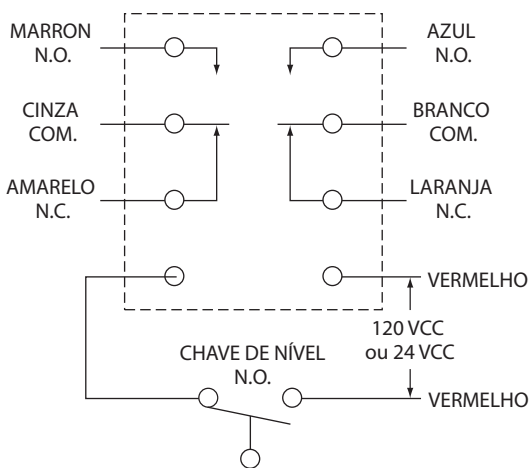 MARRON
N.O.
AZUL
N.O.
CINZA
COM.
BRANCO
COM.
AMARELO
N.C.
LARANJA
N.C.
VERMELHO
120 VCC
ou 24 VCC
CHAVE DE NÍVEL
N.O.
VERMELHO